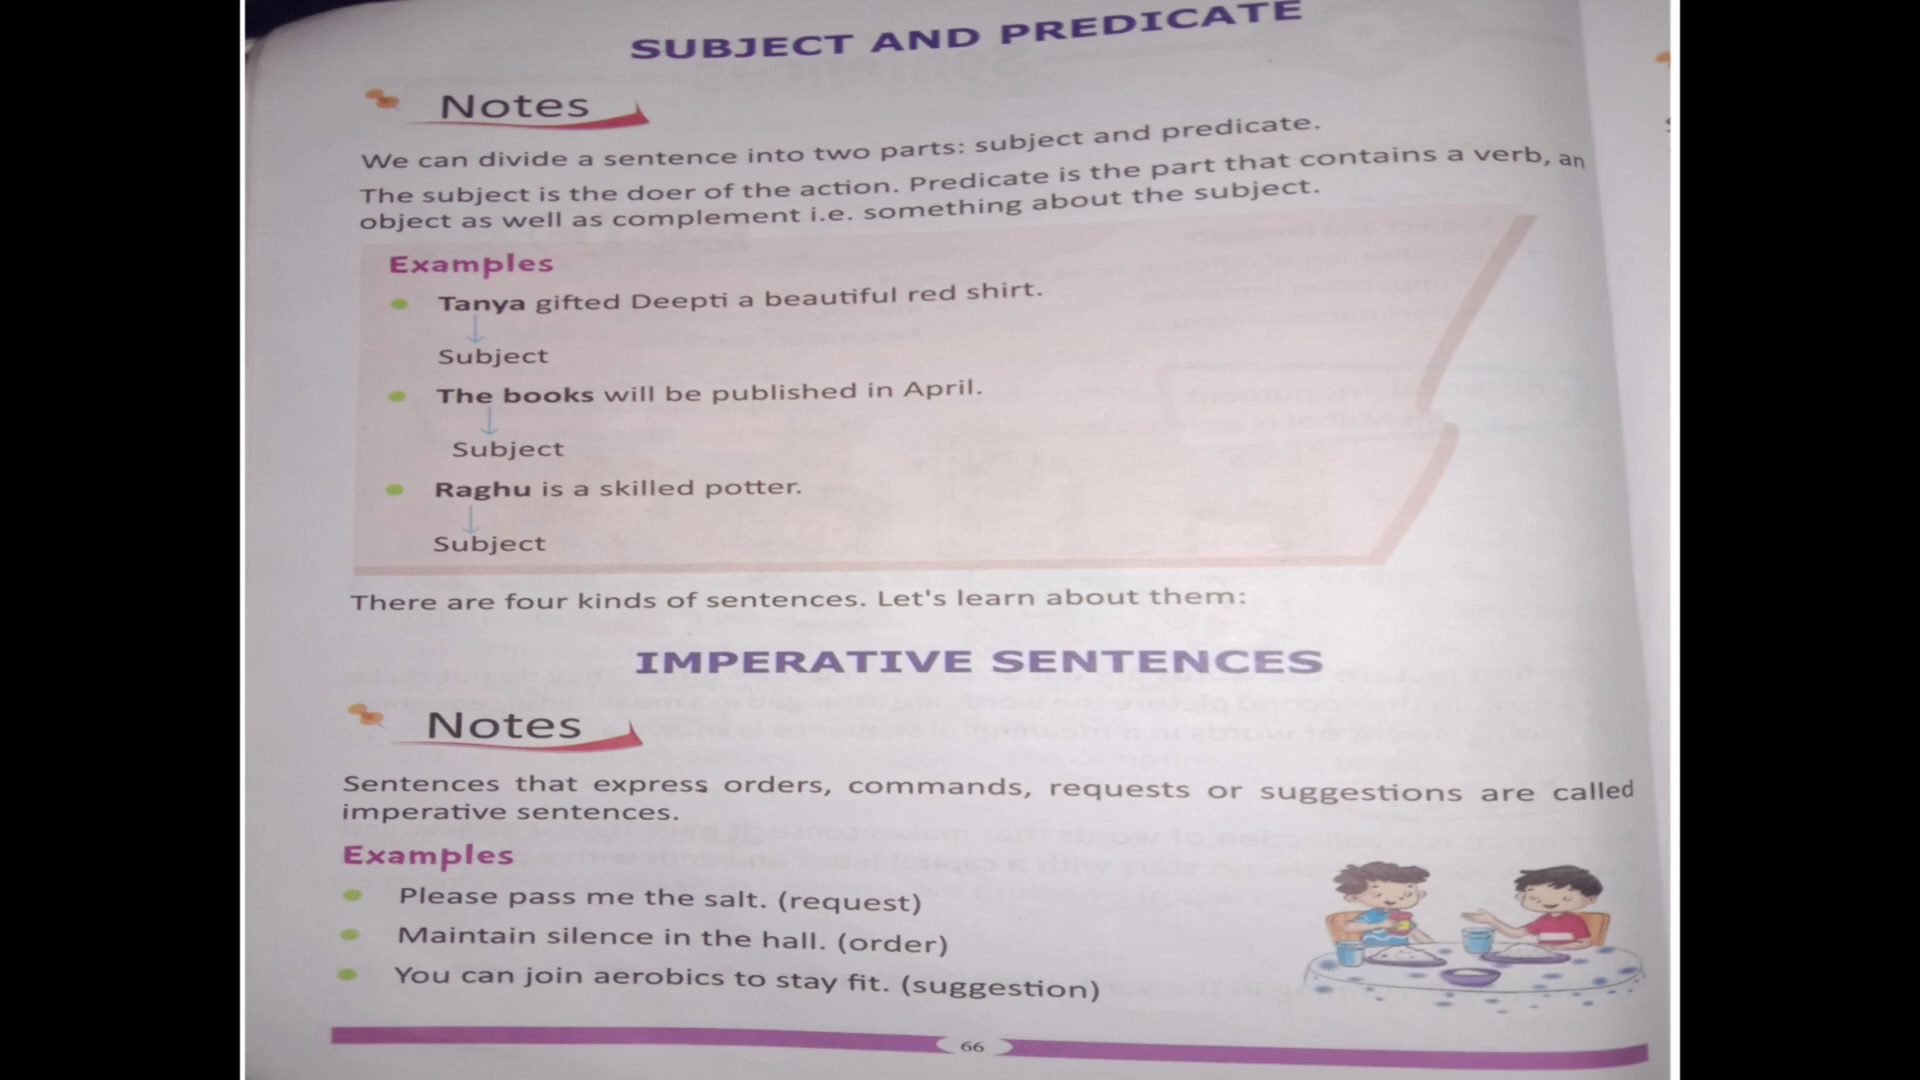 SUBJECT AND PREDICATE
Notes
We can divide a sentence into two parts: subject and predicate.
The subject is the doer of the action. Predicate is the part that contains a verb, an
object as well as complement i.e. something about the subject.
Examples
Tanya gifted Deepti a beautiful red shirt.
Subject
The books will be published in April.
Subject
Raghu is a skilled potter.
Subject
There are four kinds of sentences. Let's learn about them:
IMPERATIVE SENTENCES
Notes
Sentences that express orders, commands, requests or suggestions are called
imperative sentences.
Examples
Please pass me the salt. (request)
Maintain silence in the hall. (order)
You can join aerobics to stay fit. (suggestion)
66